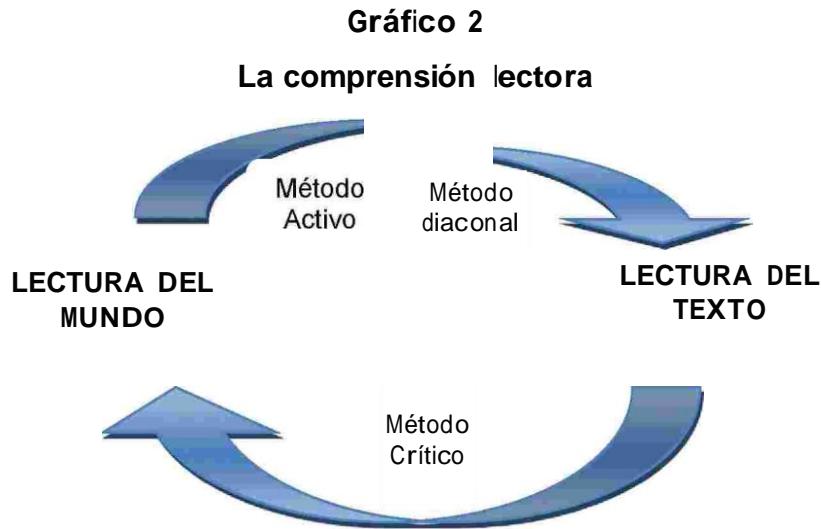 Gráfico 2
La comprensión lectora
Método
Activo
Método
diaconal
LECTURA DEL
MUNDO
LECTURA DEL
TEXTO
Método
Crítico